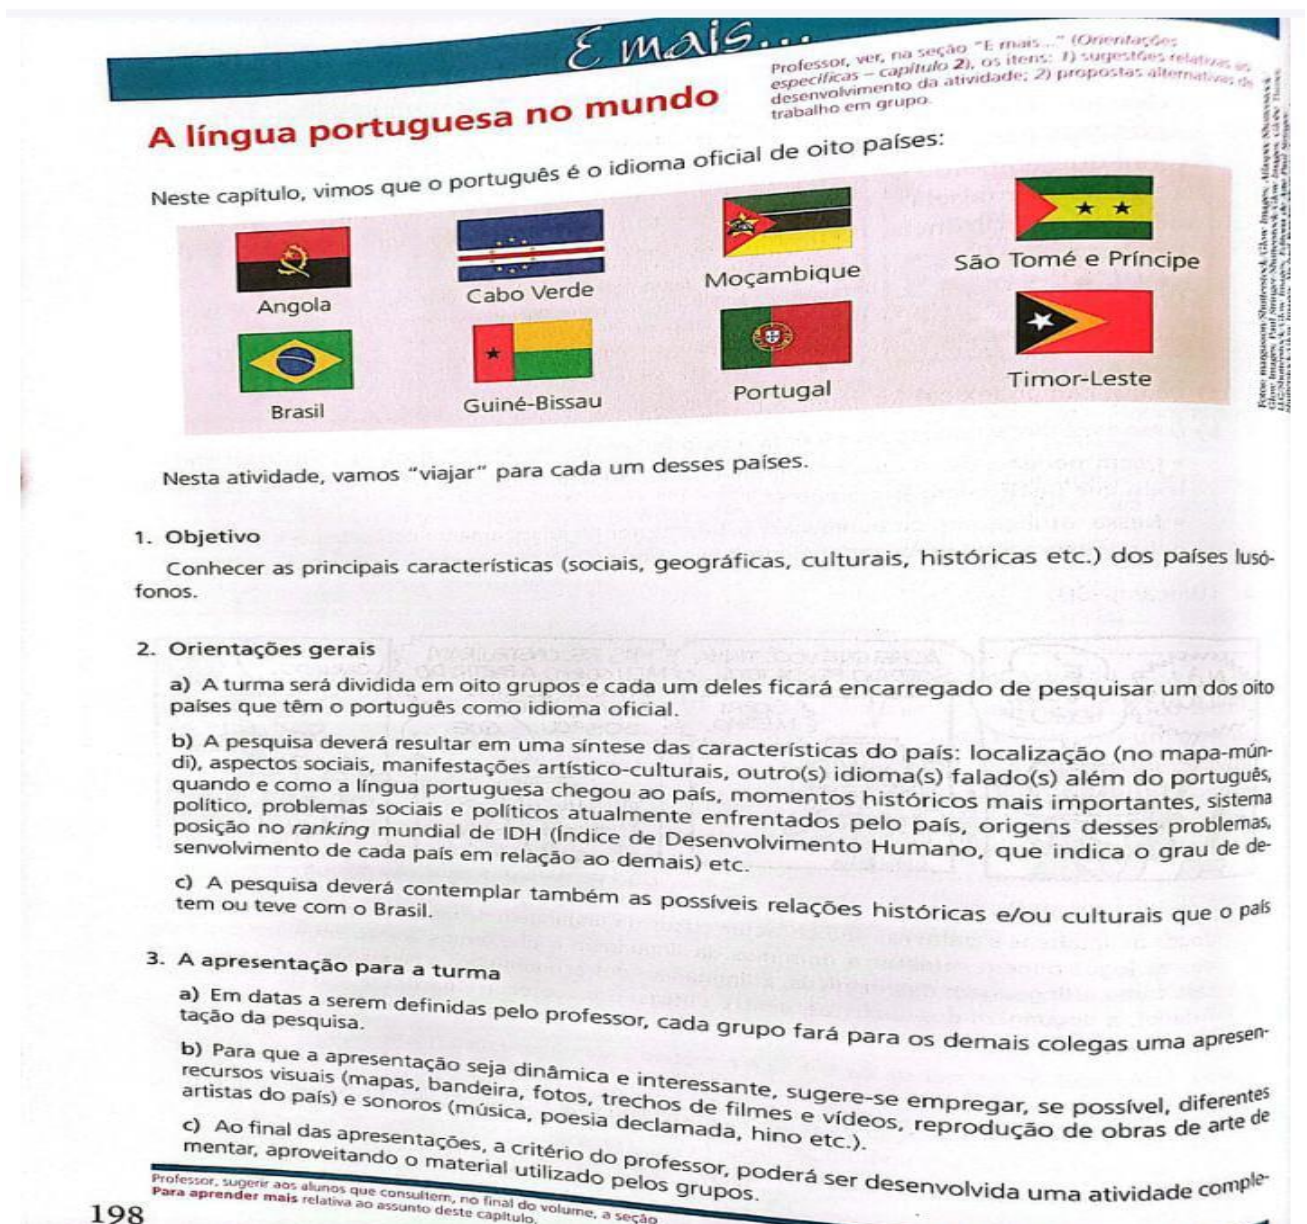 E mais...
Professor, ver, na seção "E mais..." (Orientações
específicas – capítulo 2), os itens: 1) sugestões relativas ao
desenvolvimento da atividade; 2) propostas alternativas de
trabalho em grupo.
A língua portuguesa no mundo
Neste capítulo, vimos que o português é o idioma oficial de oito países:
Angola
Cabo Verde
Moçambique
São Tomé e Príncipe
Brasil
Guiné-Bissau
Portugal
Timor-Leste
Nesta atividade, vamos “viajar” para cada um desses países.
1. Objetivo
Conhecer as principais características (sociais, geográficas, culturais, históricas etc.) dos países lusó-
fonos.
2. Orientações gerais
a) A turma será dividida em oito grupos e cada um deles ficará encarregado de pesquisar um dos oito
países que têm o português como idioma oficial.
b) A pesquisa deverá resultar em uma síntese das características do país: localização (no mapa-mún-
di), aspectos sociais, manifestações artístico-culturais, outro(s) idioma(s) falado(s) além do português,
quando e como a língua portuguesa chegou ao país, momentos históricos mais importantes, sistema
político, problemas sociais e políticos atualmente enfrentados pelo país, origens desses problemas,
posição no ranking mundial de IDH (Índice de Desenvolvimento Humano, que indica o grau de de-
senvolvimento de cada país em relação ao demais) etc.
c) A pesquisa deverá contemplar também as possíveis relações históricas e/ou culturais que o país
tem ou teve com o Brasil.
3. A apresentação para a turma
a) Em datas a serem definidas pelo professor, cada grupo fará para os demais colegas uma apresen-
tação da pesquisa.
b) Para que a apresentação seja dinâmica e interessante, sugere-se empregar, se possível, diferentes
recursos visuais (mapas, bandeira, fotos, trechos de filmes e vídeos, reprodução de obras de arte de
artistas do país) e sonoros (música, poesia declamada, hino etc.).
c) Ao final das apresentações, a critério do professor, poderá ser desenvolvida uma atividade comple-
mentar, aproveitando o material utilizado pelos grupos.
Professor, sugerir aos alunos que consultem, no final do volume, a seção
Para aprender mais relativa ao assunto deste capítulo.
198